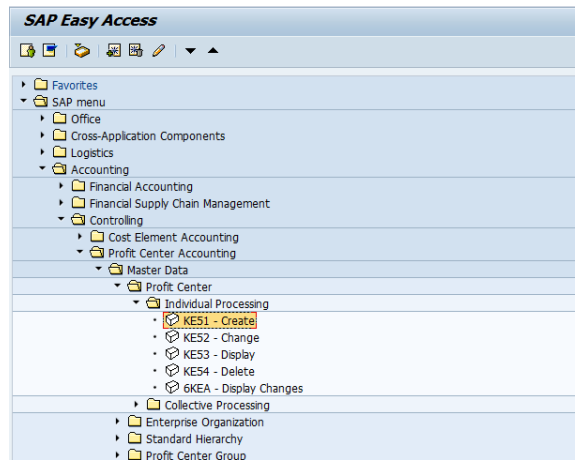 SAP Easy Access
Favorites
SAP menu
Office
Cross-Application Components
Logistics
Accounting
Financial Accounting
Financial Supply Chain Management
Controlling
Cost Element Accounting
Profit Center Accounting
Master Data
Profit Center
Individual Processing
KE51 - Create
KE52 - Change
KE53 - Display
KE54 - Delete
6KEA - Display Changes
Collective Processing
Enterprise Organization
Standard Hierarchy
Profit Center Group